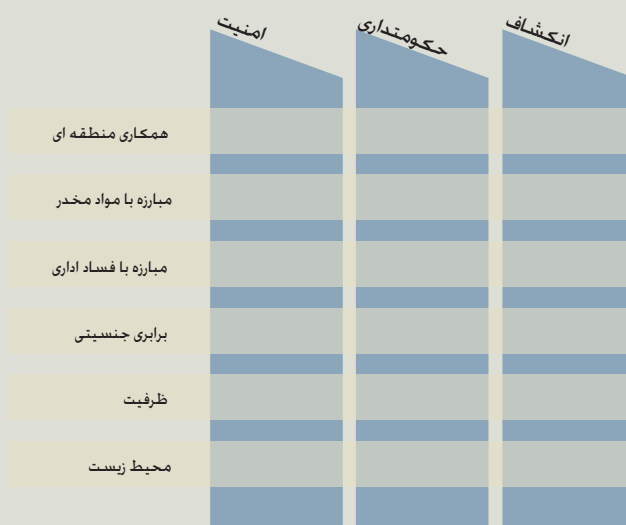 انکشاف
حکومتداری
امنیت
همکاری منطقه ای
مبارزه با مواد مخدر
مبارزه با فساد اداری
برابری جنسیتی
ظرفیت
محیط زیست